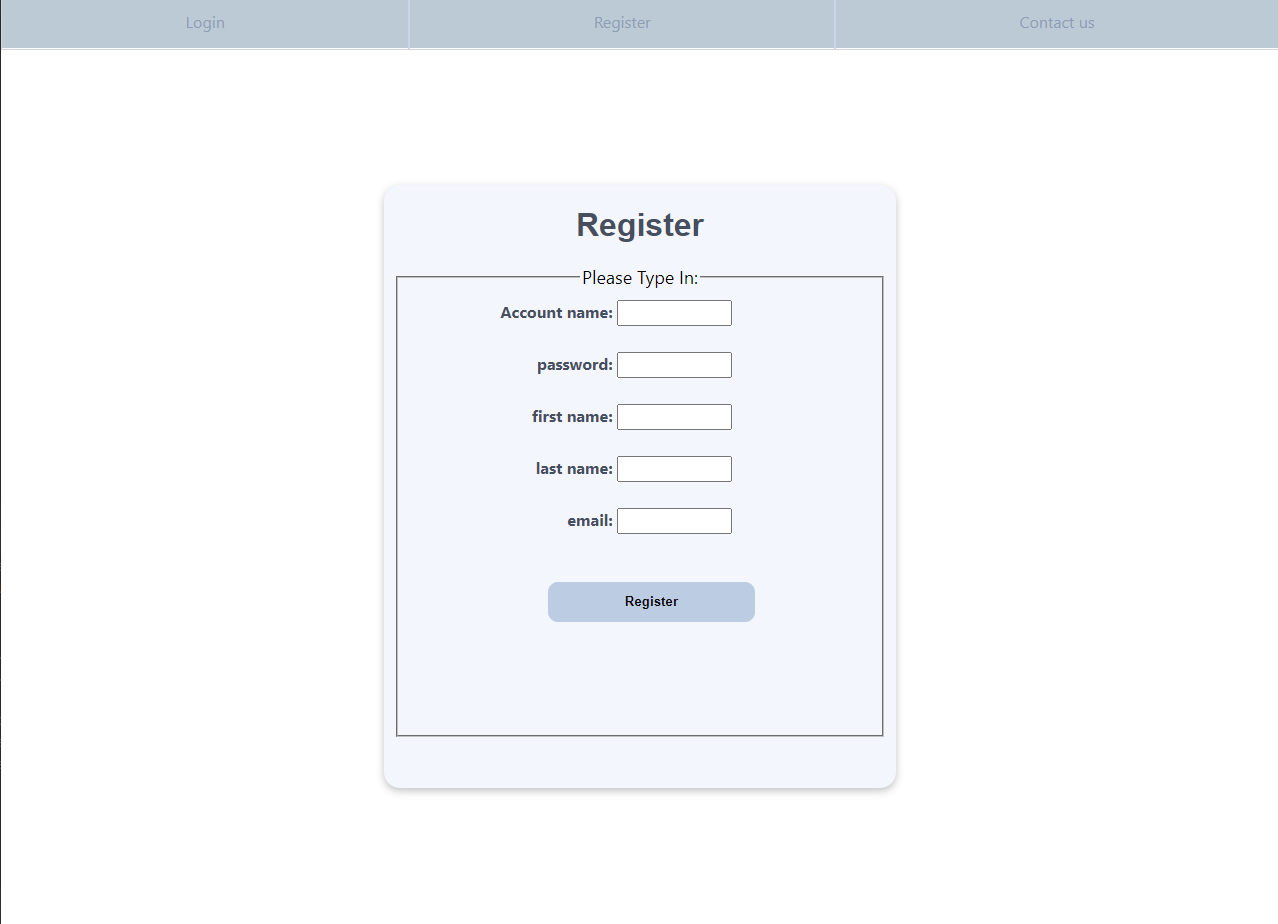 Login Register Contact us
Register
Please Type In:
Account name:
password:
first name:
last name:
email:
Register